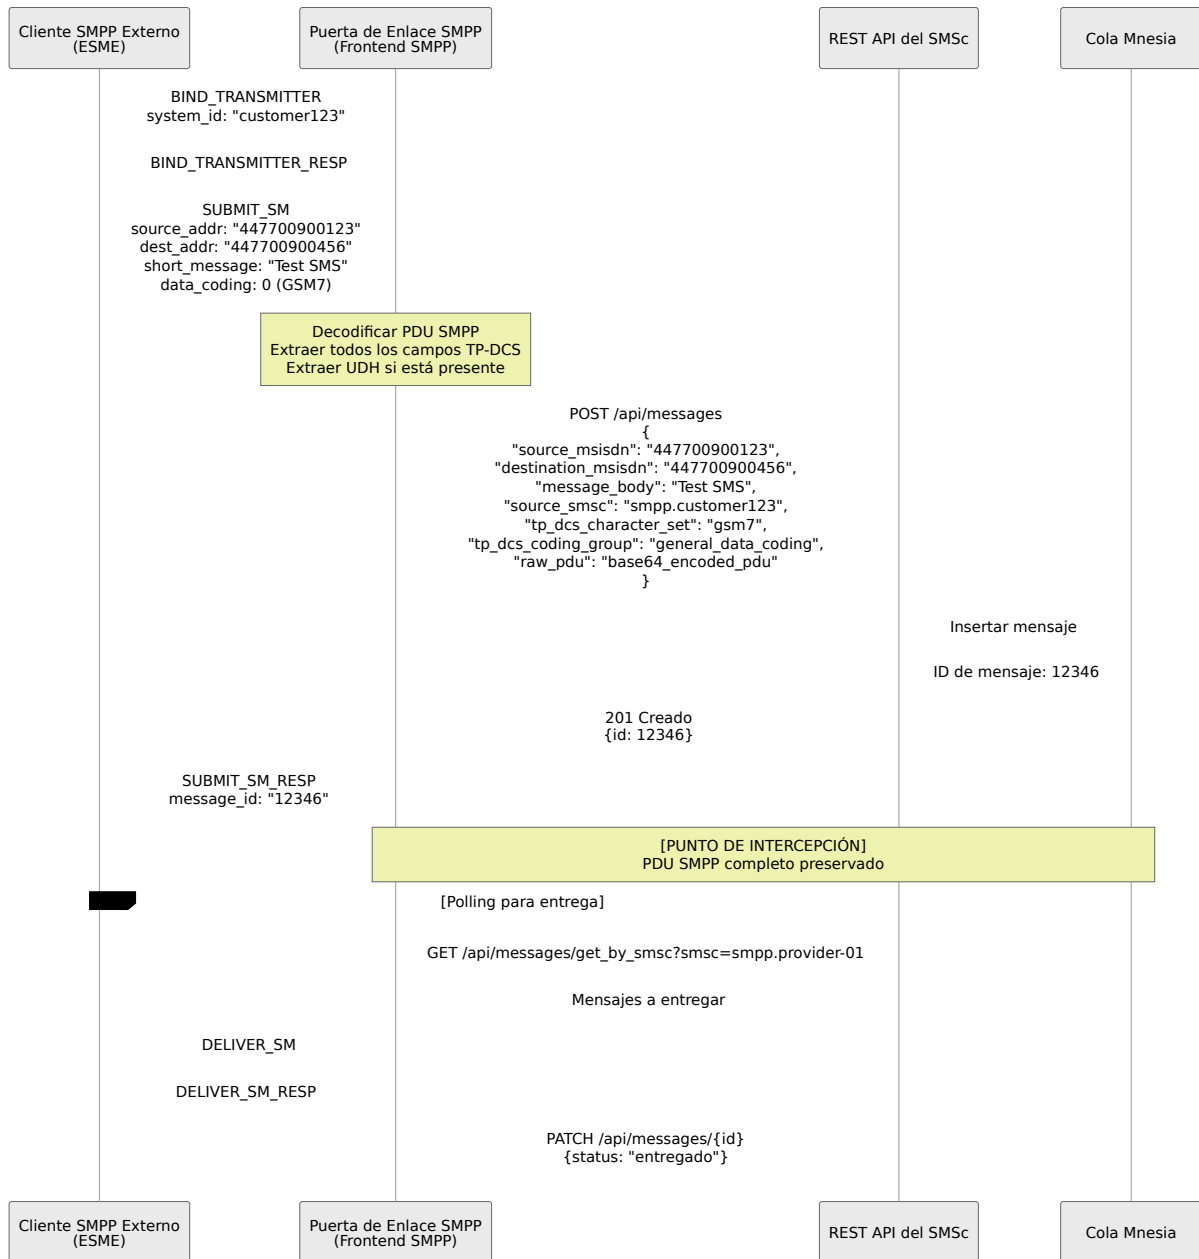 Cliente SMPP Externo
(ESME)
Puerta de Enlace SMPP
(Frontend SMPP)
REST API del SMSc
Cola Mnesia
BIND_TRANSMITTER
system_id: "customer123"
BIND_TRANSMITTER_RESP
SUBMIT_SM
source_addr: "447700900123"
dest_addr: "447700900456"
short_message: "Test SMS"
data_coding: 0 (GSM7)
Decodificar PDU SMPP
Extraer todos los campos TP-DCS
Extraer UDH si está presente
POST /api/messages
{
"source_msisdn": "447700900123",
"destination_msisdn": "447700900456",
"message_body": "Test SMS",
"source_smsc": "smpp.customer123",
"tp_dcs_character_set": "gsm7",
"tp_dcs_coding_group": "general_data_coding",
"raw_pdu": "base64_encoded_pdu"
}
Insertar mensaje
ID de mensaje: 12346
201 Creado
{id: 12346}
SUBMIT_SM_RESP
message_id: "12346"
[PUNTO DE INTERCEPCIÓN]
PDU SMPP completo preservado
[Polling para entrega]
GET /api/messages/get_by_smsc?smsc=smpp.provider-01
Mensajes a entregar
DELIVER_SM
DELIVER_SM_RESP
PATCH /api/messages/{id}
{status: "entregado"}
Cliente SMPP Externo
(ESME)
Puerta de Enlace SMPP
(Frontend SMPP)
REST API del SMSc
Cola Mnesia